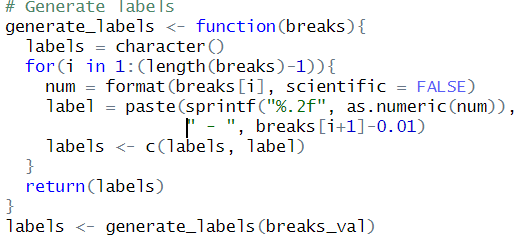 # Generate labels
generate_labels <- function(breaks){
  labels = character()
  for(i in 1:(length(breaks)-1)){
    num = format(breaks[i], scientific = FALSE)
    label = paste(sprintf("%.2f", as.numeric(num)),
                  " - ", breaks[i+1]-0.01)
    labels <- c(labels, label)
  }
  return(labels)
}
labels <- generate_labels(breaks_val)